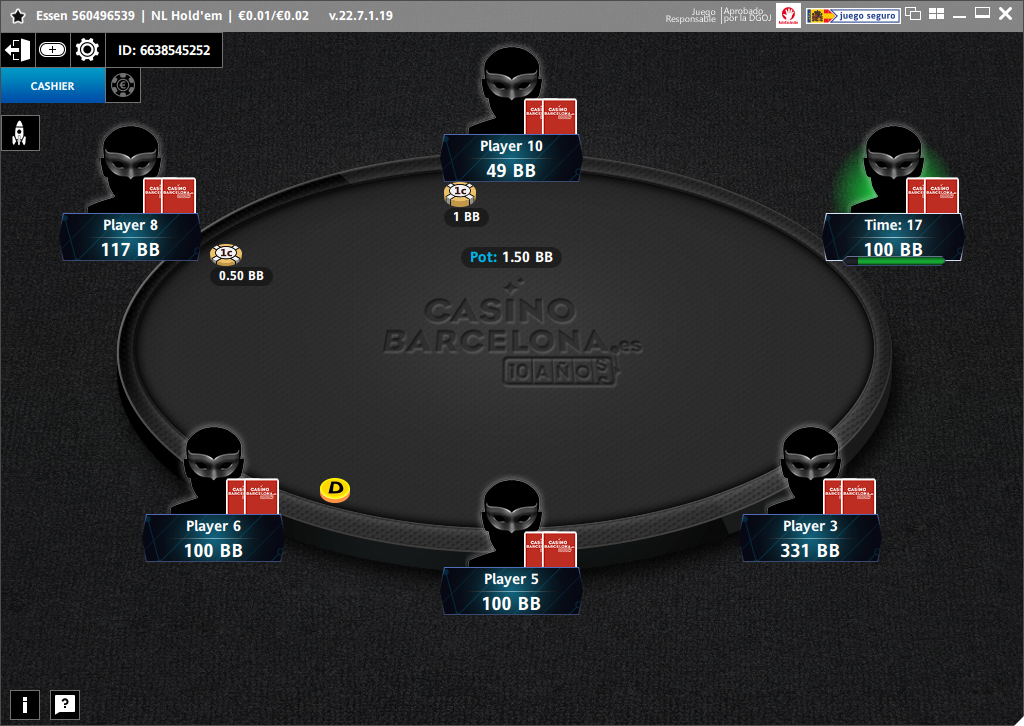 Essen 560496539 | NL Hold'em | €0.01/€0.02 v.22.7.1.19
Juego Responsable
Aprobado por la DGOJ
juego seguro
ID: 6638545252
CASHIER
Player 10
49 BB
1c
1 BB
Player 8
117 BB
1c
0.50 BB
Pot: 1.50 BB
Time: 17
100 BB
CASINO
BARCELONA.es
10 AÑOS
D
Player 6
100 BB
Player 5
100 BB
Player 3
331 BB
i
?